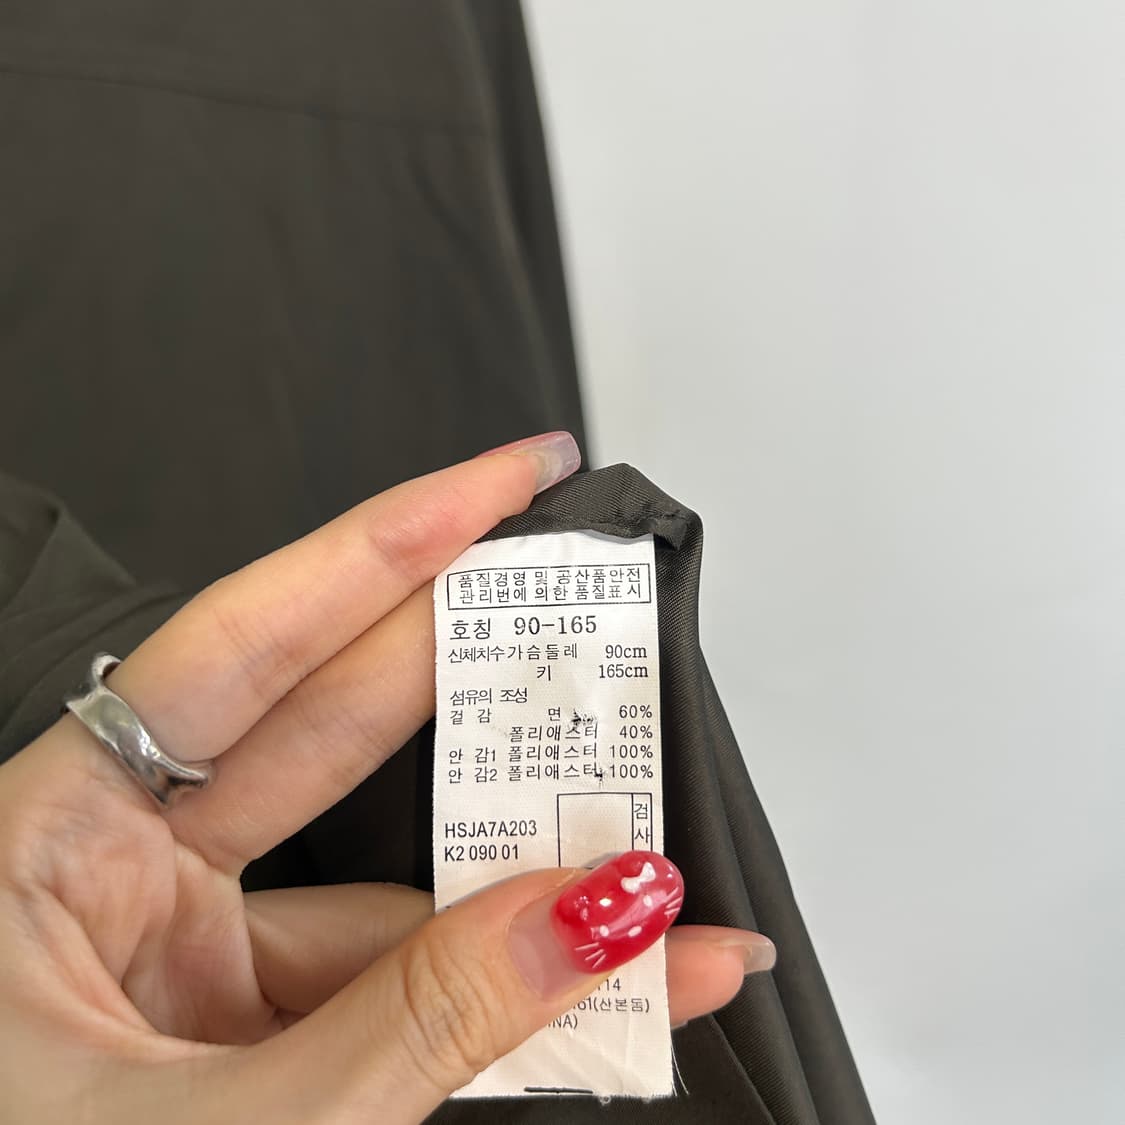 품질경영 및 공산품안전
관리번에 의한 품질표시
호칭 90-165
신체치수 가슴둘레 90cm
키 165cm
섬유의 조성
겉감 면 60%
폴리애스터 40%
안감1 폴리애스터 100%
안감2 폴리애스터 100%
검사
HSJA7A203
K2 090 01
114
161(산본동)
INA)